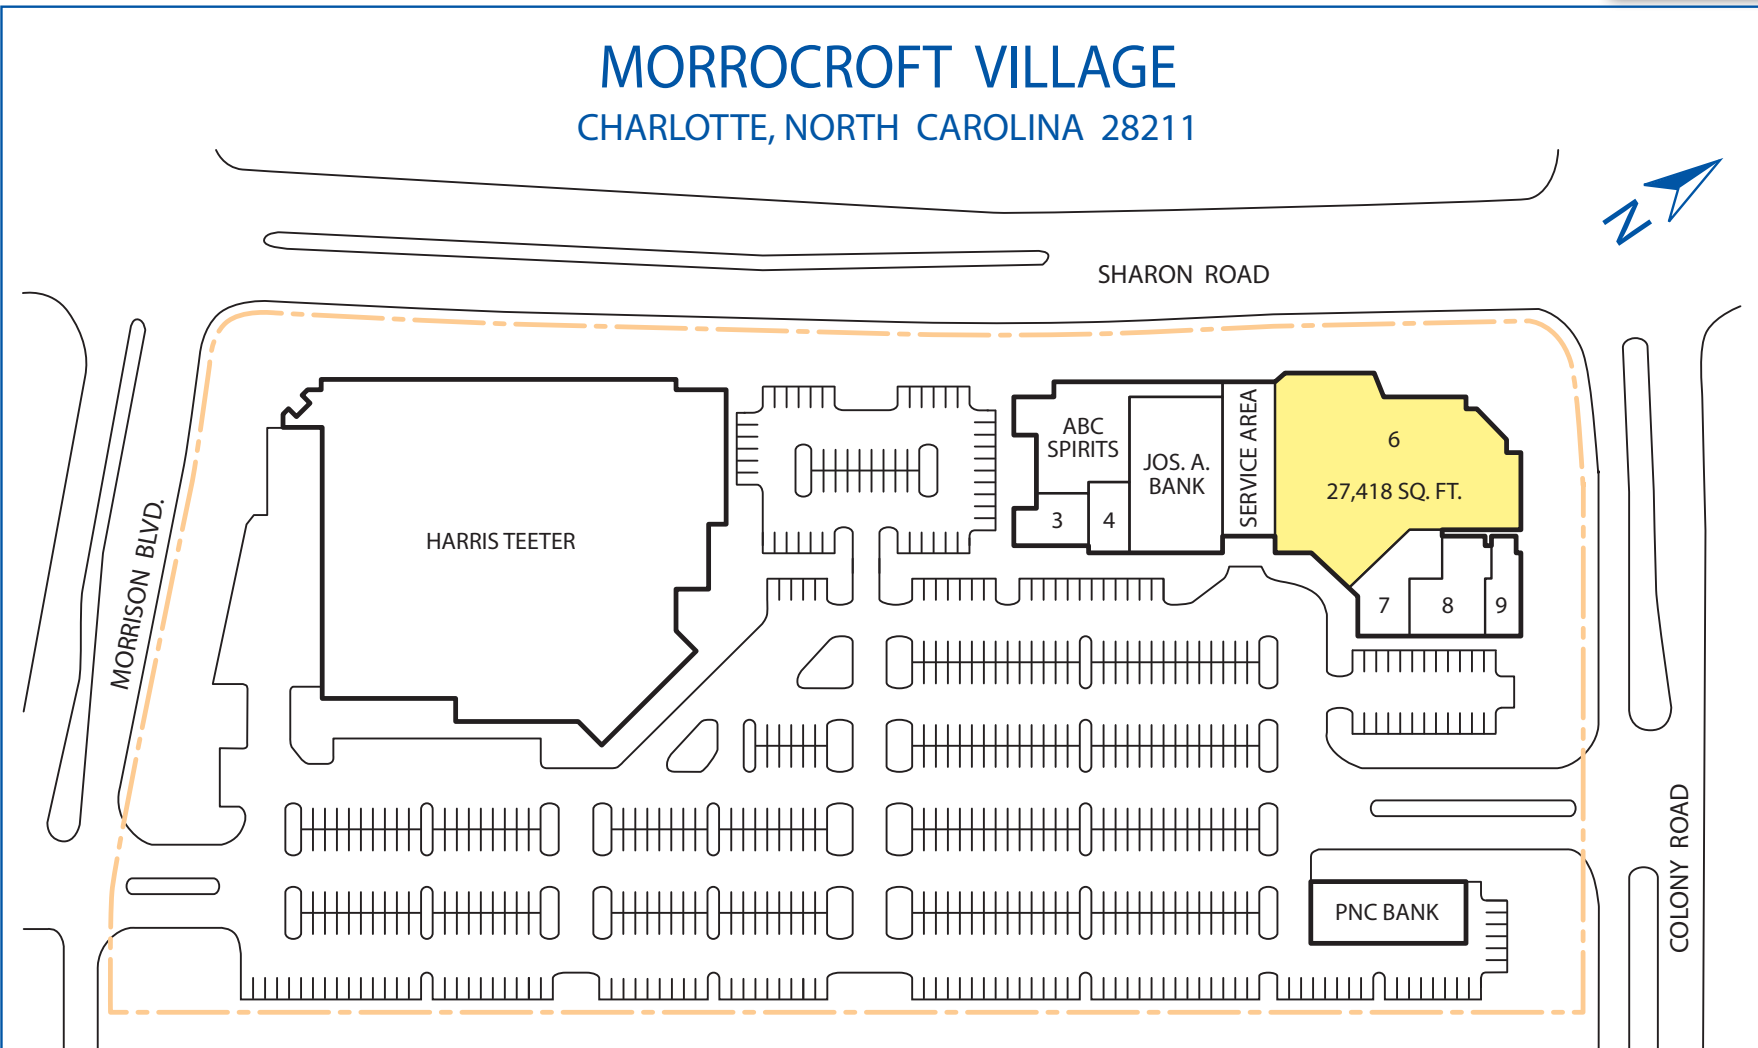 MORROCROFT VILLAGE
CHARLOTTE, NORTH CAROLINA 28211
N
SHARON ROAD
MORRISON BLVD.
HARRIS TEETER
ABC
SPIRITS
3
4
JOS. A.
BANK
SERVICE AREA
6
27,418 SQ. FT.
7
8
9
PNC BANK
COLONY ROAD